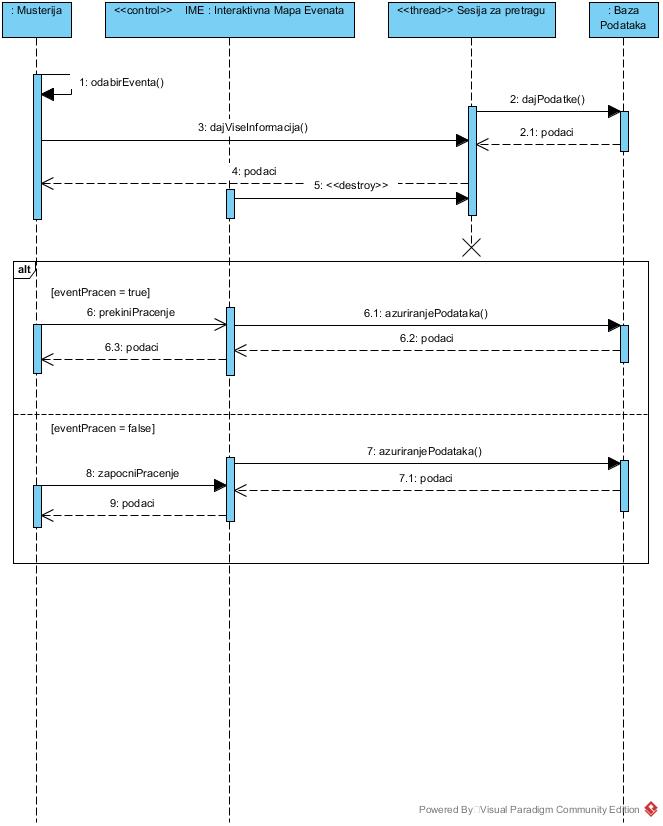 : Musterija
<<control>> IME : Interaktivna Mapa Evenata
<<thread>> Sesija za pretragu
: Baza
Podataka
1: odabirEventa()
2: dajPodatke()
3: dajViseInformacija()
2.1: podaci
4: podaci
5: <<destroy>>
alt
[eventPracen = true]
6: prekiniPracenje
6.1: azuriranjePodataka()
6.2: podaci
6.3: podaci
[eventPracen = false]
7: azuriranjePodataka()
8: zapocniPracenje
7.1: podaci
9: podaci
Powered By Visual Paradigm Community Edition